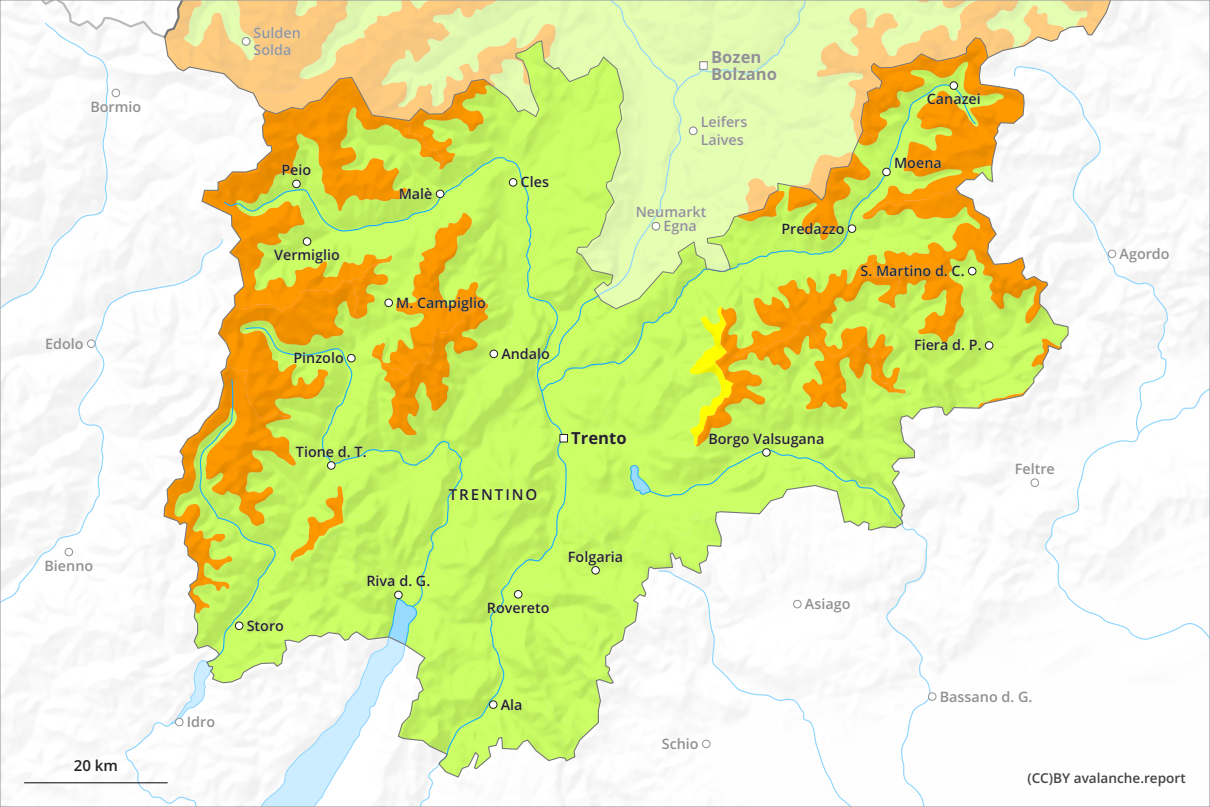 Sulden
Solda
Bozen
Bolzano
Bormio
Canazei
Leifers
Laives
Moena
Peio
Malè
Cles
Neumarkt
Egna
Predazzo
Vermiglio
Agordo
S. Martino d. C.
M. Campiglio
Edolo
Pinzolo
Andalo
Fiera d. P.
Trento
Borgo Valsugana
Tione d. T.
Feltre
TRENTINO
Bienno
Folgaria
Riva d. G.
Rovereto
Asiago
Storo
Bassano d. G.
Ala
Idro
Schio
20 km
(CC)BY avalanche.report